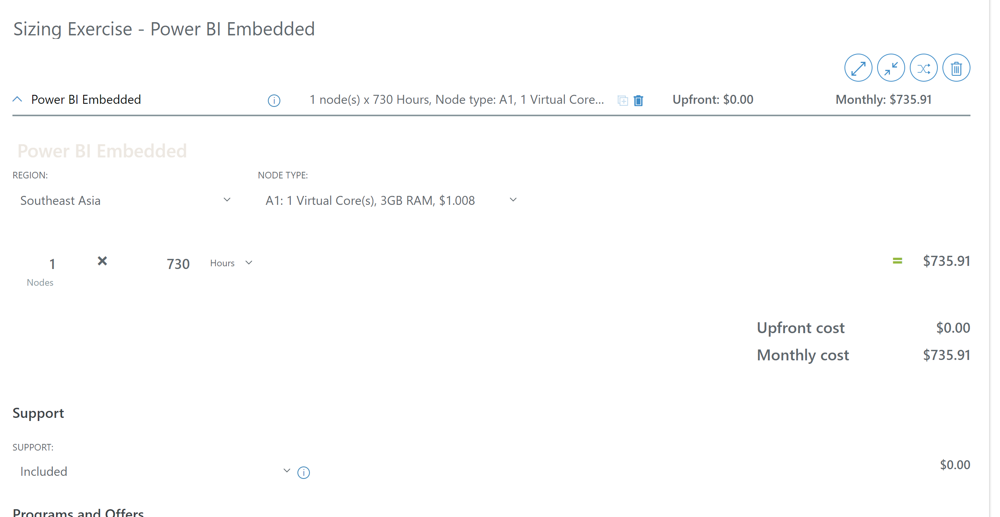 Sizing Exercise - Power BI Embedded
Power BI Embedded
1 node(s) x 730 Hours, Node type: A1, 1 Virtual Core...
Upfront: $0.00
Monthly: $735.91
Power BI Embedded
REGION:
NODE TYPE:
Southeast Asia
A1: 1 Virtual Core(s), 3GB RAM, $1.008
1
×
730
Hours
=
$735.91
Nodes
Upfront cost
$0.00
Monthly cost
$735.91
Support
SUPPORT:
Included
$0.00
Programs and Offers